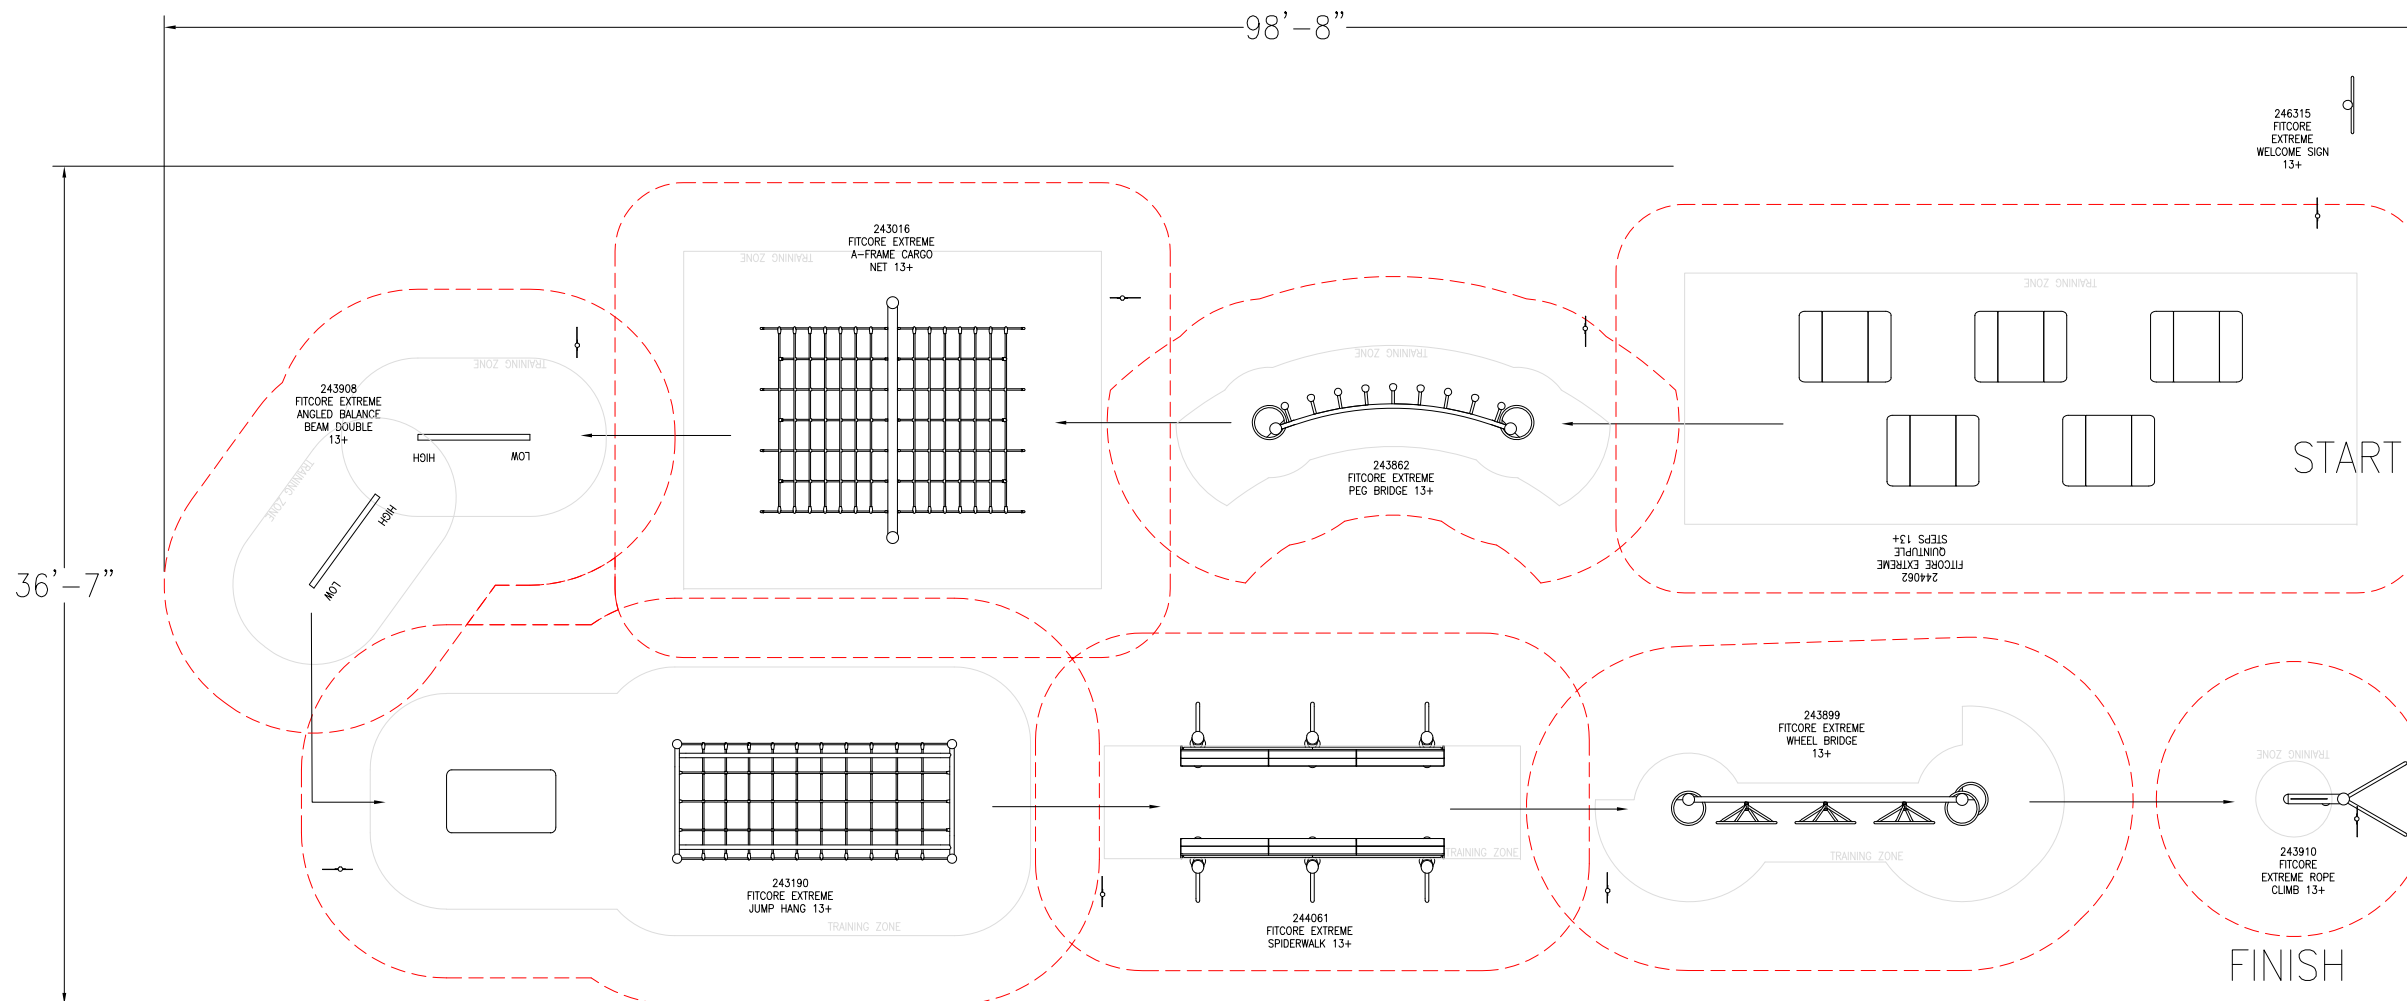 98'-8"
246315
FITCORE
EXTREME
WELCOME SIGN
13+
243016
FITCORE EXTREME
A-FRAME CARGO
NET 13+
TRAINING ZONE
TRAINING ZONE
TRAINING ZONE
TRAINING ZONE
243908
FITCORE EXTREME
ANGLED BALANCE
BEAM DOUBLE
13+
HIGH
LOW
TRAINING ZONE
HIGH
LOW
243862
FITCORE EXTREME
PEG BRIDGE 13+
START
244062
FITCORE EXTREME
QUINTUPLE
STEPS 13+
36'-7"
243899
FITCORE EXTREME
WHEEL BRIDGE
13+
TRAINING ZONE
TRAINING ZONE
TRAINING ZONE
243910
FITCORE
EXTREME ROPE
CLIMB 13+
243190
FITCORE EXTREME
JUMP HANG 13+
TRAINING ZONE
244061
FITCORE EXTREME
SPIDERWALK 13+
FINISH